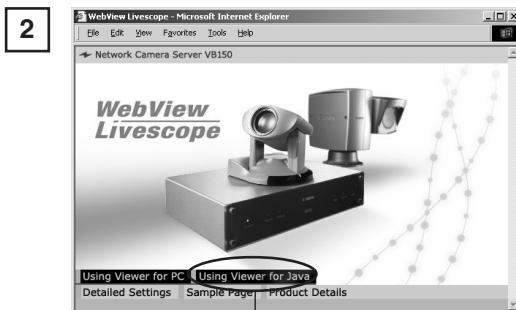 2
WebView Livescope - Microsoft Internet Explorer
File Edit View Favorites Tools Help
Network Camera Server VB150
WebView
Livescope
Using Viewer for PC Using Viewer for Java
Detailed Settings Sample Page Product Details